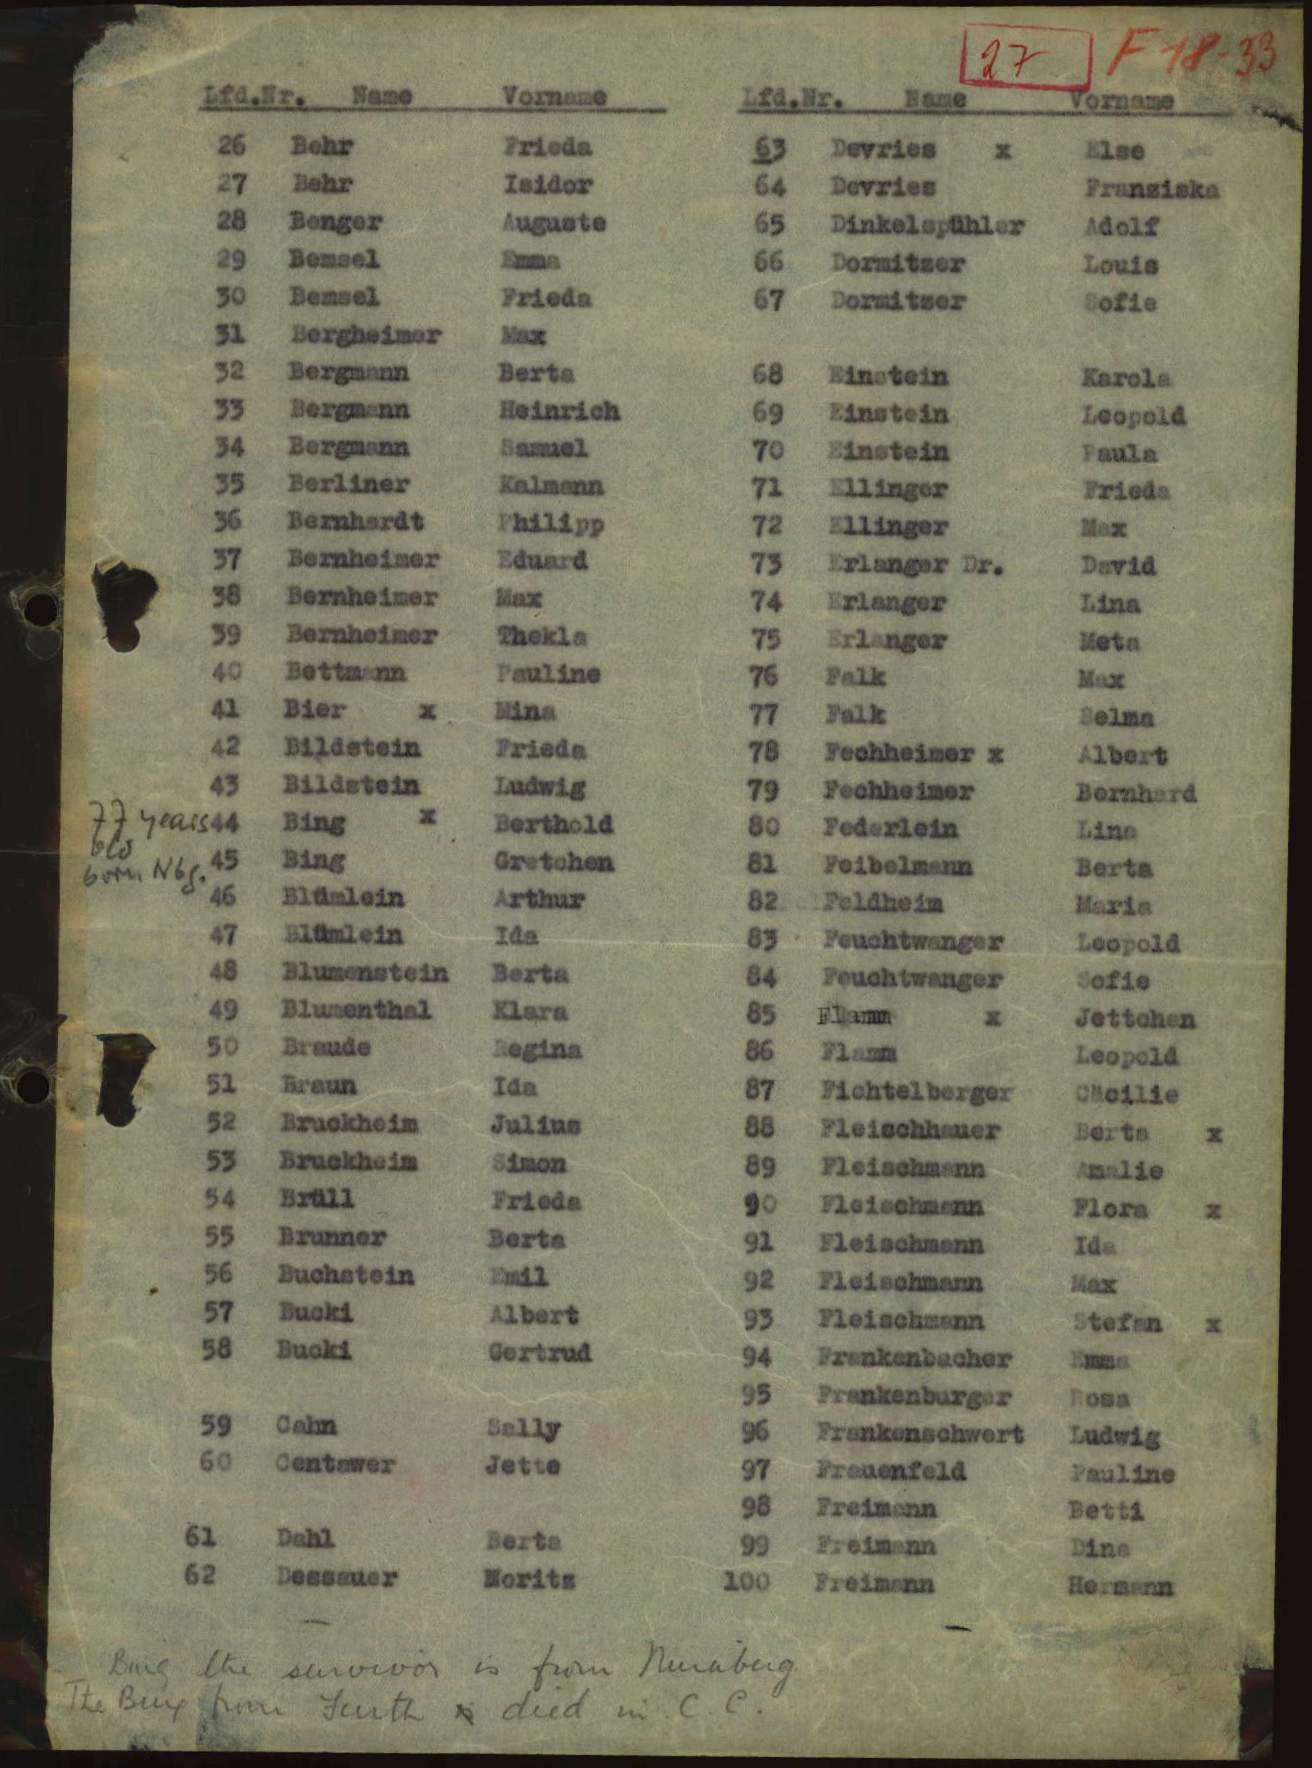 27 F 18-33
Lfd.Nr. Name Vorname
26 Behr Frieda
27 Behr Isidor
28 Benger Auguste
29 Bemsel Emma
30 Bemsel Frieda
31 Bergheimer Max
32 Bergmann Berta
33 Bergmann Heinrich
34 Bergmann Samuel
35 Berliner Kalmann
36 Bernhardt Philipp
37 Bernheimer Eduard
38 Bernheimer Max
39 Bernheimer Thekla
40 Bettmann Pauline
41 Bier x Mina
42 Bildstein Frieda
43 Bildstein Ludwig
77 years
44 Bing x Berthold
old
born Nbg.
45 Bing Gretchen
46 Blümlein Arthur
47 Blümlein Ida
48 Blumenstein Berta
49 Blumenthal Klara
50 Braude Regina
51 Braun Ida
52 Bruckheim Julius
53 Bruckheim Simon
54 Brüll Frieda
55 Brunner Berta
56 Buchstein Emil
57 Bucki Albert
58 Bucki Gertrud
59 Cahn Sally
60 Centawer Jette
61 Dahl Berta
62 Dessauer Moritz
Lfd.Nr. Name Vorname
63 Devries x Else
64 Devries Franziska
65 Dinkelspühler Adolf
66 Dormitzer Louis
67 Dormitzer Sofie
68 Einstein Karola
69 Einstein Leopold
70 Einstein Paula
71 Ellinger Frieda
72 Ellinger Max
73 Erlanger Dr. David
74 Erlanger Lina
75 Erlanger Meta
76 Falk Max
77 Falk Selma
78 Fechheimer x Albert
79 Fechheimer Bernhard
80 Federlein Lina
81 Feibelmann Berta
82 Feldheim Maria
83 Feuchtwanger Leopold
84 Feuchtwanger Sofie
85 Flamm x Jettchen
86 Flamm Leopold
87 Fichtelberger Cäcilie
88 Fleischhauer Berta x
89 Fleischmann Amalie
90 Fleischmann Flora x
91 Fleischmann Ida
92 Fleischmann Max
93 Fleischmann Stefan x
94 Frankenbacher Emma
95 Frankenburger Rosa
96 Frankenschwert Ludwig
97 Frauenfeld Pauline
98 Freimann Betti
99 Freimann Dina
100 Freimann Hermann
Bing the survivor is from Nurnberg
The Bing from Furth died in C.C.